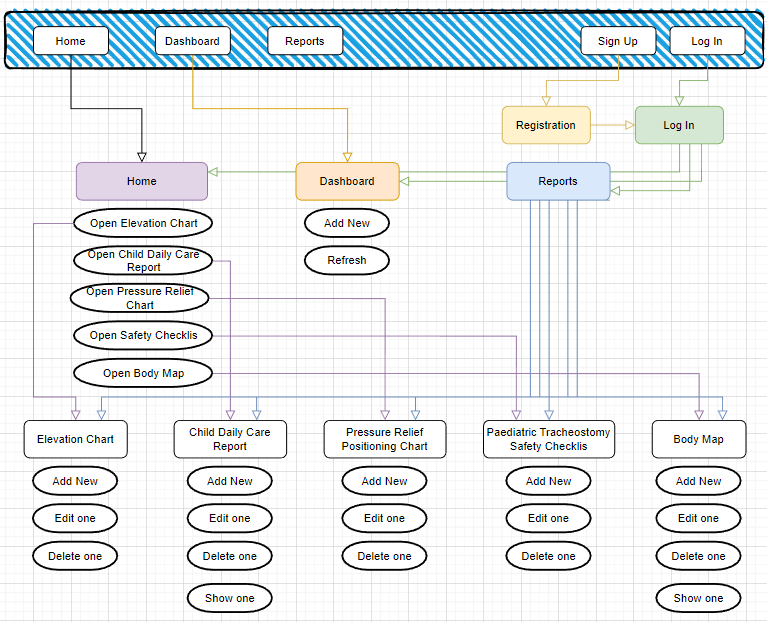 Home
Dashboard
Reports
Sign Up
Log In
Registration
Log In
Home
Dashboard
Reports
Open Elevation Chart
Add New
Open Child Daily Care
Report
Refresh
Open Pressure Relief
Chart
Open Safety Checklis
Open Body Map
Elevation Chart
Child Daily Care
Report
Pressure Relief
Positioning Chart
Paediatric Tracheostomy
Safety Checklis
Body Map
Add New
Add New
Add New
Add New
Add New
Edit one
Edit one
Edit one
Edit one
Edit one
Delete one
Delete one
Delete one
Delete one
Delete one
Show one
Show one